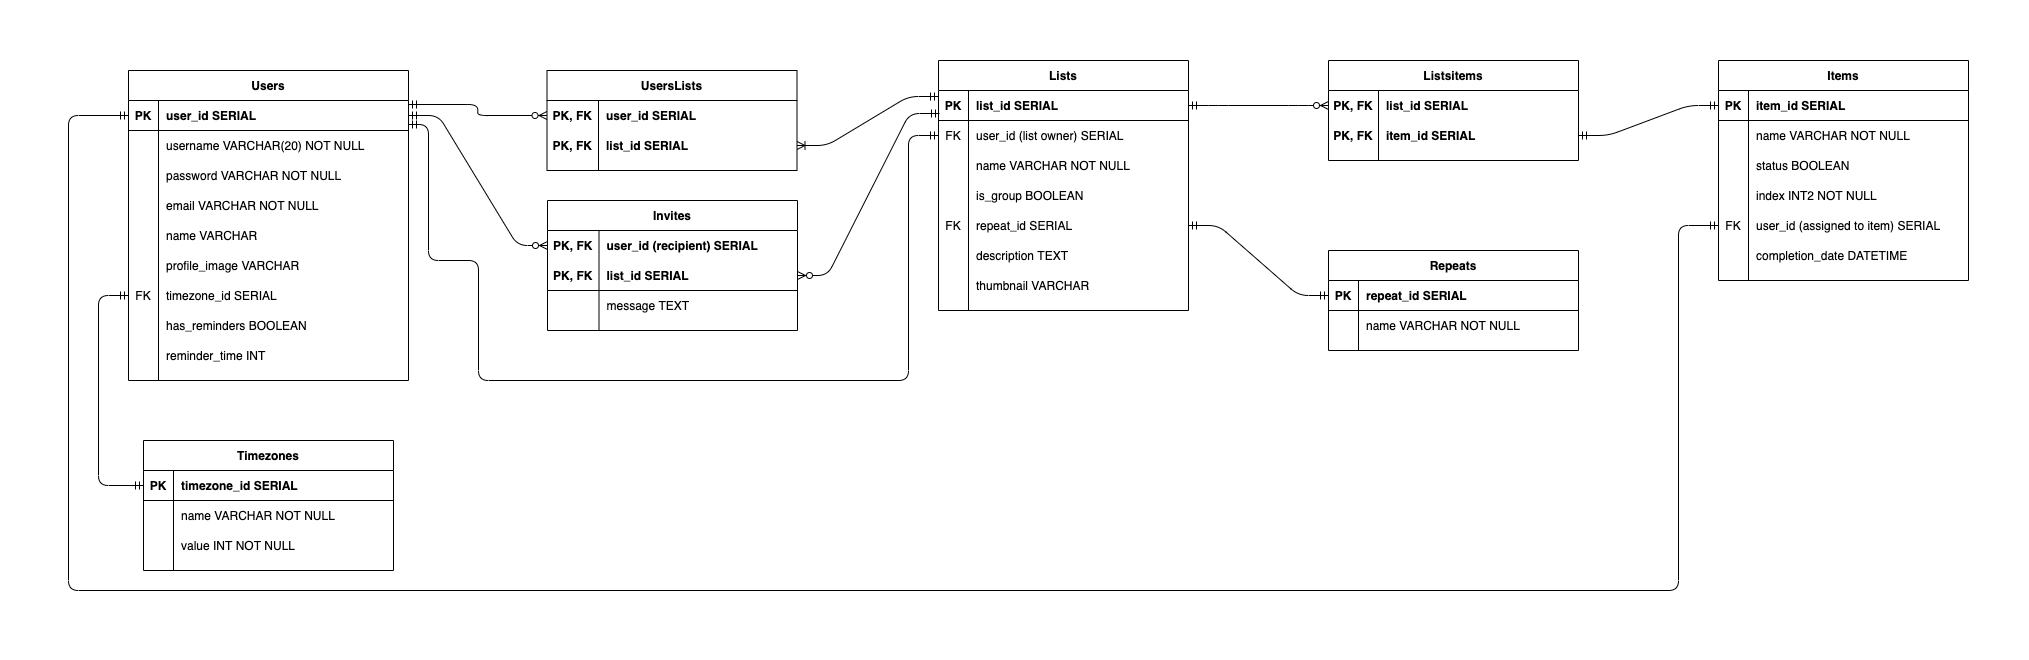 Users
PK user_id SERIAL
username VARCHAR(20) NOT NULL
password VARCHAR NOT NULL
email VARCHAR NOT NULL
name VARCHAR
profile_image VARCHAR
FK timezone_id SERIAL
has_reminders BOOLEAN
reminder_time INT
Timezones
PK timezone_id SERIAL
name VARCHAR NOT NULL
value INT NOT NULL
UsersLists
PK, FK user_id SERIAL
PK, FK list_id SERIAL
Invites
PK, FK user_id (recipient) SERIAL
PK, FK list_id SERIAL
message TEXT
Lists
PK list_id SERIAL
FK user_id (list owner) SERIAL
name VARCHAR NOT NULL
is_group BOOLEAN
FK repeat_id SERIAL
description TEXT
thumbnail VARCHAR
Listsitems
PK, FK list_id SERIAL
PK, FK item_id SERIAL
Repeats
PK repeat_id SERIAL
name VARCHAR NOT NULL
Items
PK item_id SERIAL
name VARCHAR NOT NULL
status BOOLEAN
index INT2 NOT NULL
FK user_id (assigned to item) SERIAL
completion_date DATETIME